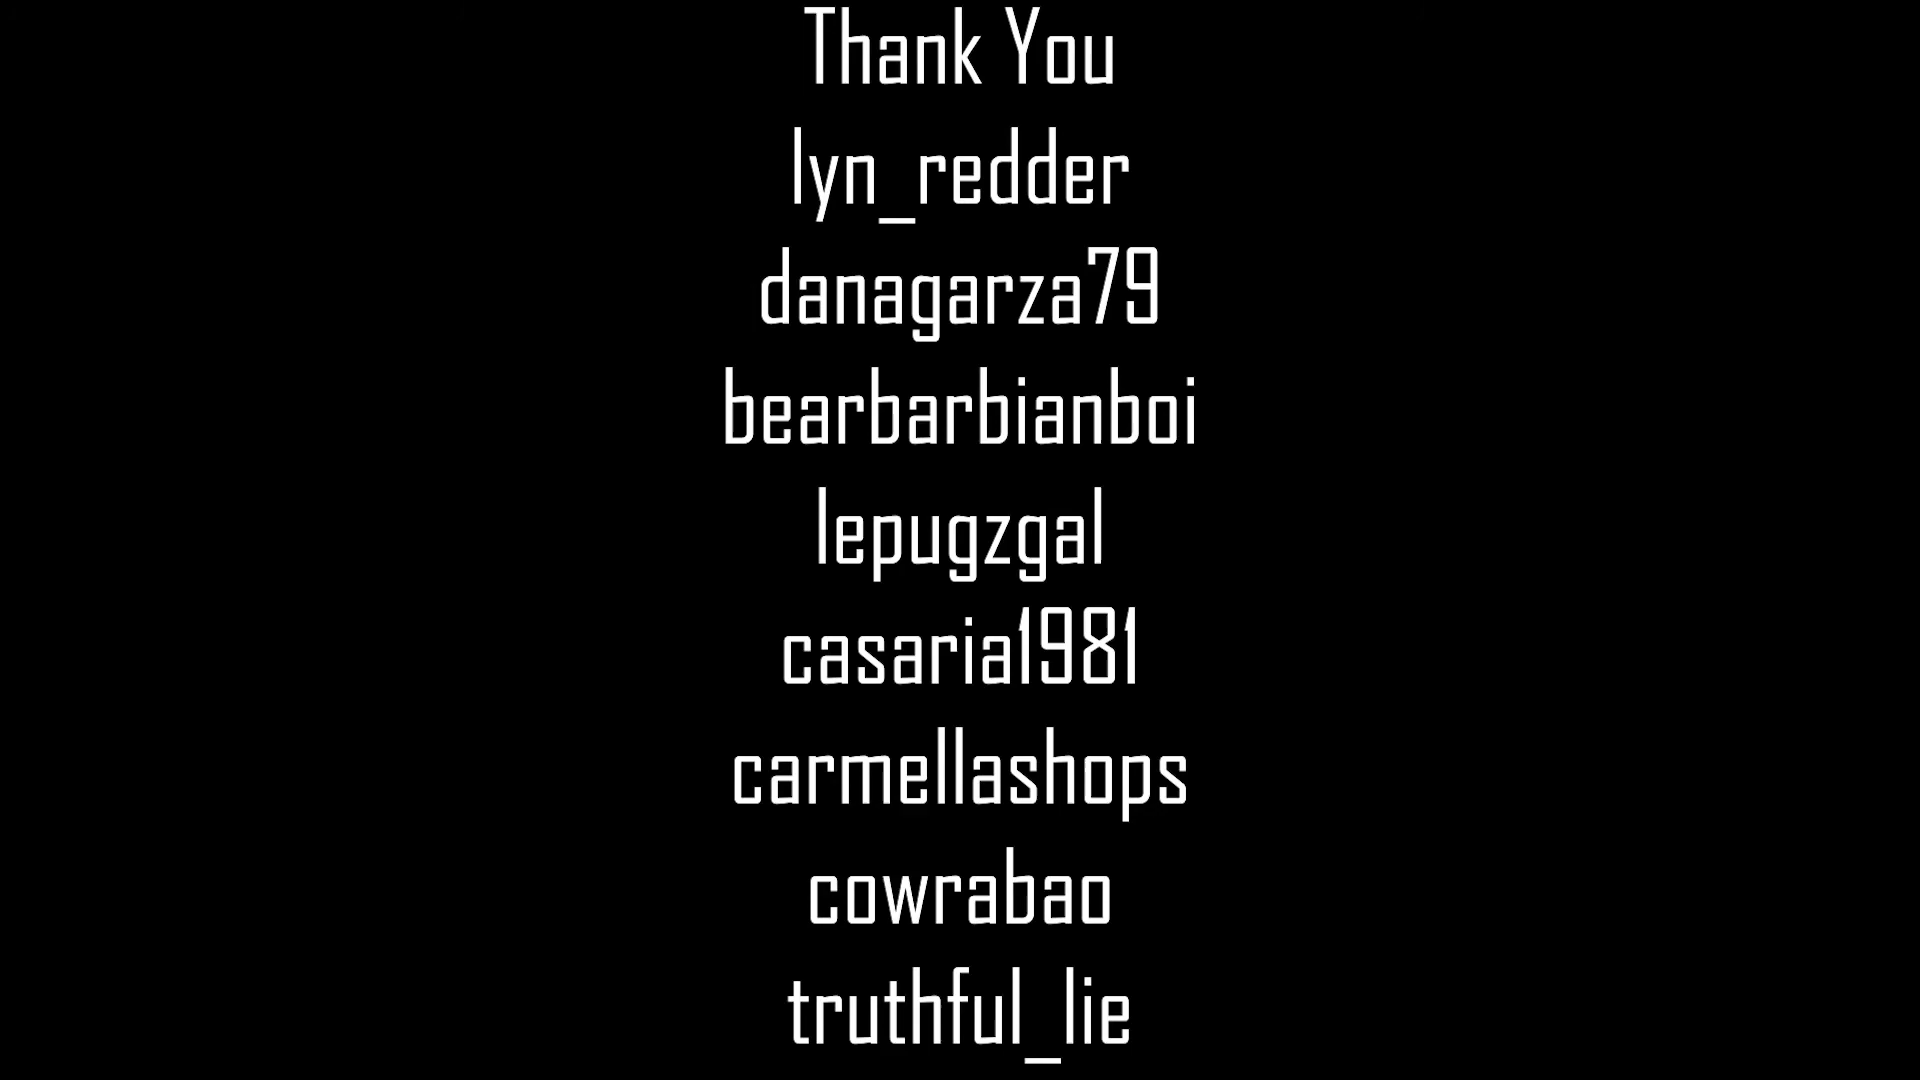 Thank You
lyn_redder
danagarza79
bearbarbianboi
lepugzgal
casaria1981
carmellashops
cowrabao
truthful_lie